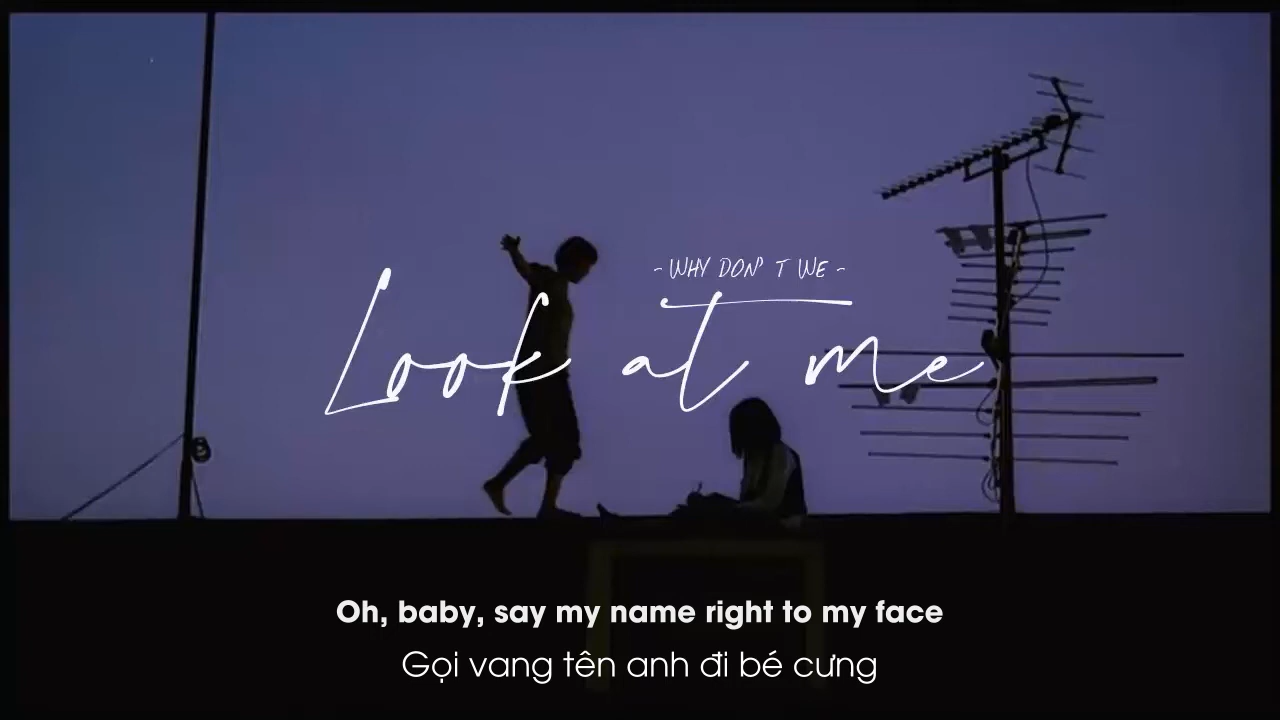 - WHY DON' T WE -
Look at me
Oh, baby, say my name right to my face
Gọi vang tên anh đi bé cưng